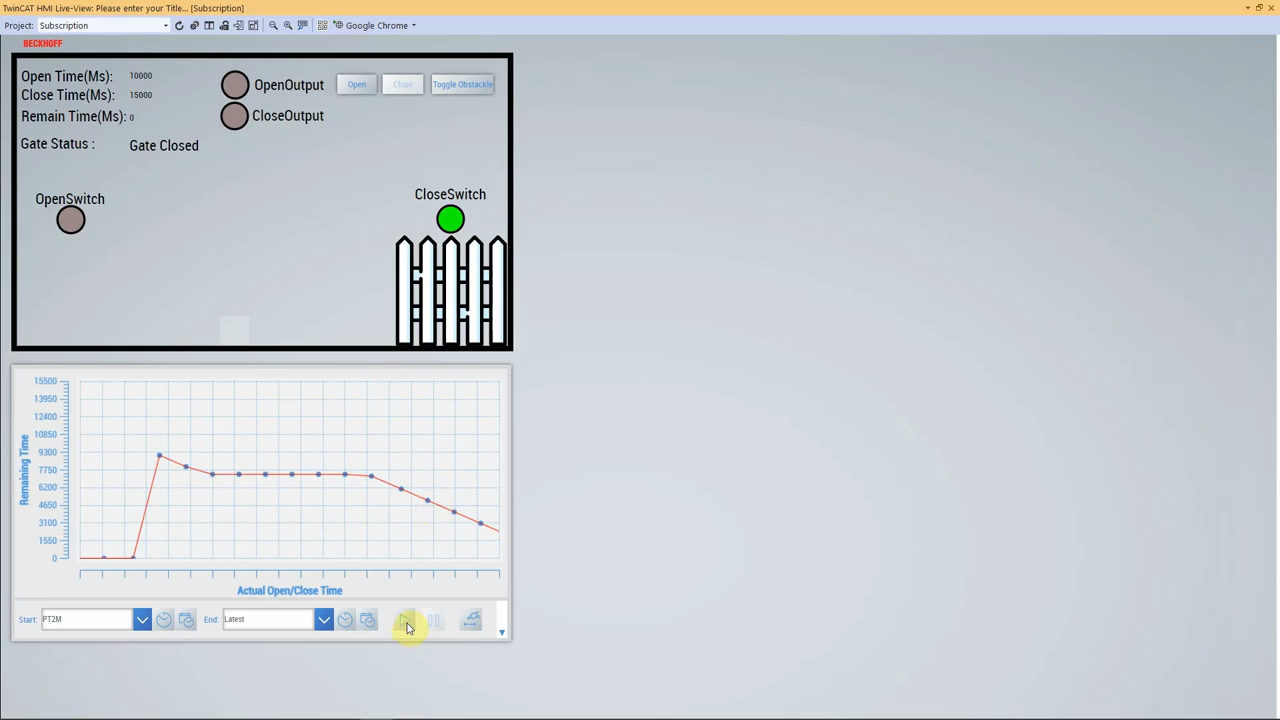 TwinCAT HMI Live-View: Please enter your Title... [Subscription]
Project: Subscription Google Chrome
BECKHOFF
Open Time(Ms): 10000
Close Time(Ms): 15000
Remain Time(Ms): 0
Gate Status : Gate Closed
OpenOutput
CloseOutput
Open Close Toggle Obstackle
OpenSwitch
CloseSwitch
15500
13950
12400
10850
9300
7750
6200
4650
3100
1550
0
Remaining Time
Actual Open/Close Time
Start: PT2M End: Latest